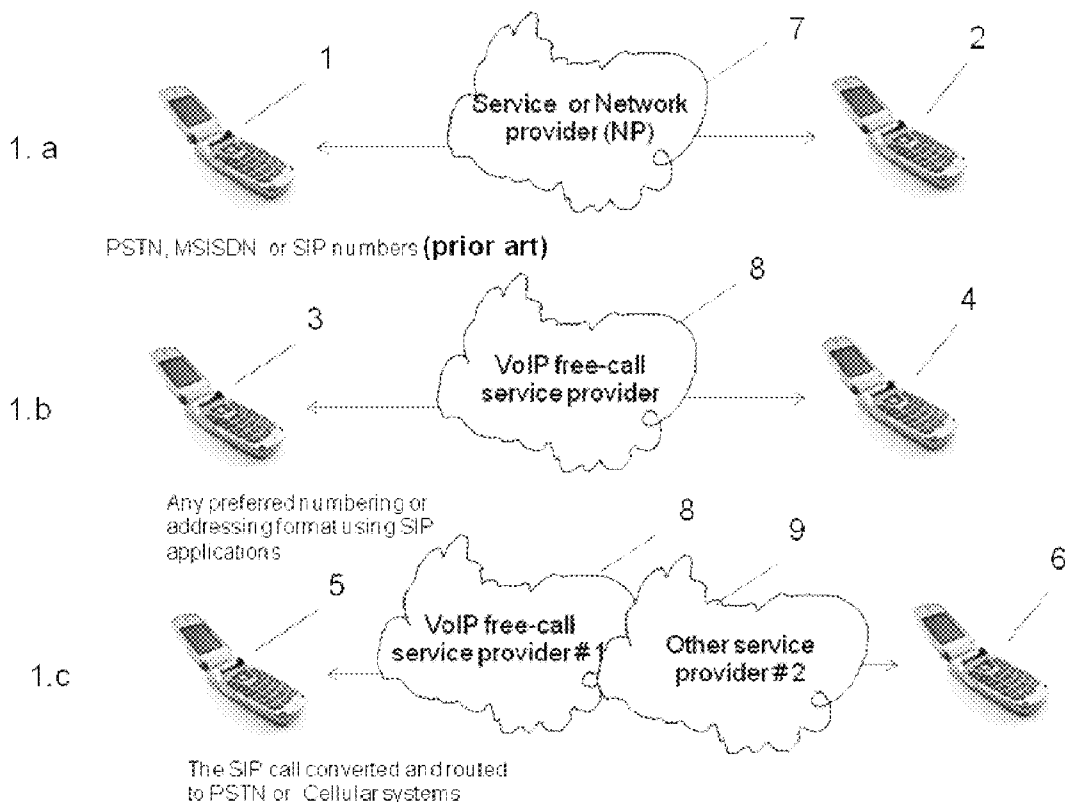 1
7
2
Service or Network
provider (NP)
1. a
PSTN, MSISDN or SIP numbers (prior art)
8
3
4
VoIP free-call
service provider
1.b
Any preferred numbering or
addressing format using SIP
applications
8
9
5
6
VoIP free-call
service provider #1
Other service
provider #2
1.c
The SIP call converted and routed
to PSTN or Cellular systems